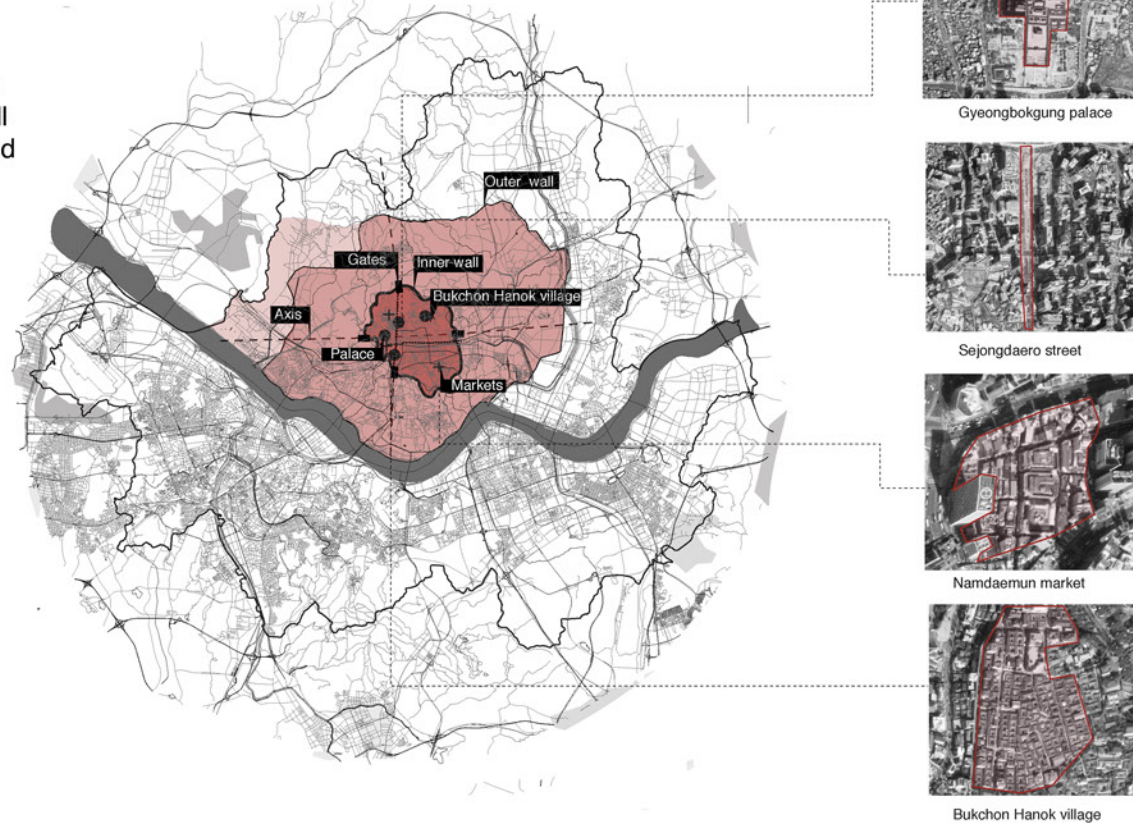 ll
d
Outer wall
Gates
Inner wall
Bukchon Hanok village
Axis
Palace
Markets
Gyeongbokgung palace
Sejongdaero street
Namdaemun market
Bukchon Hanok village